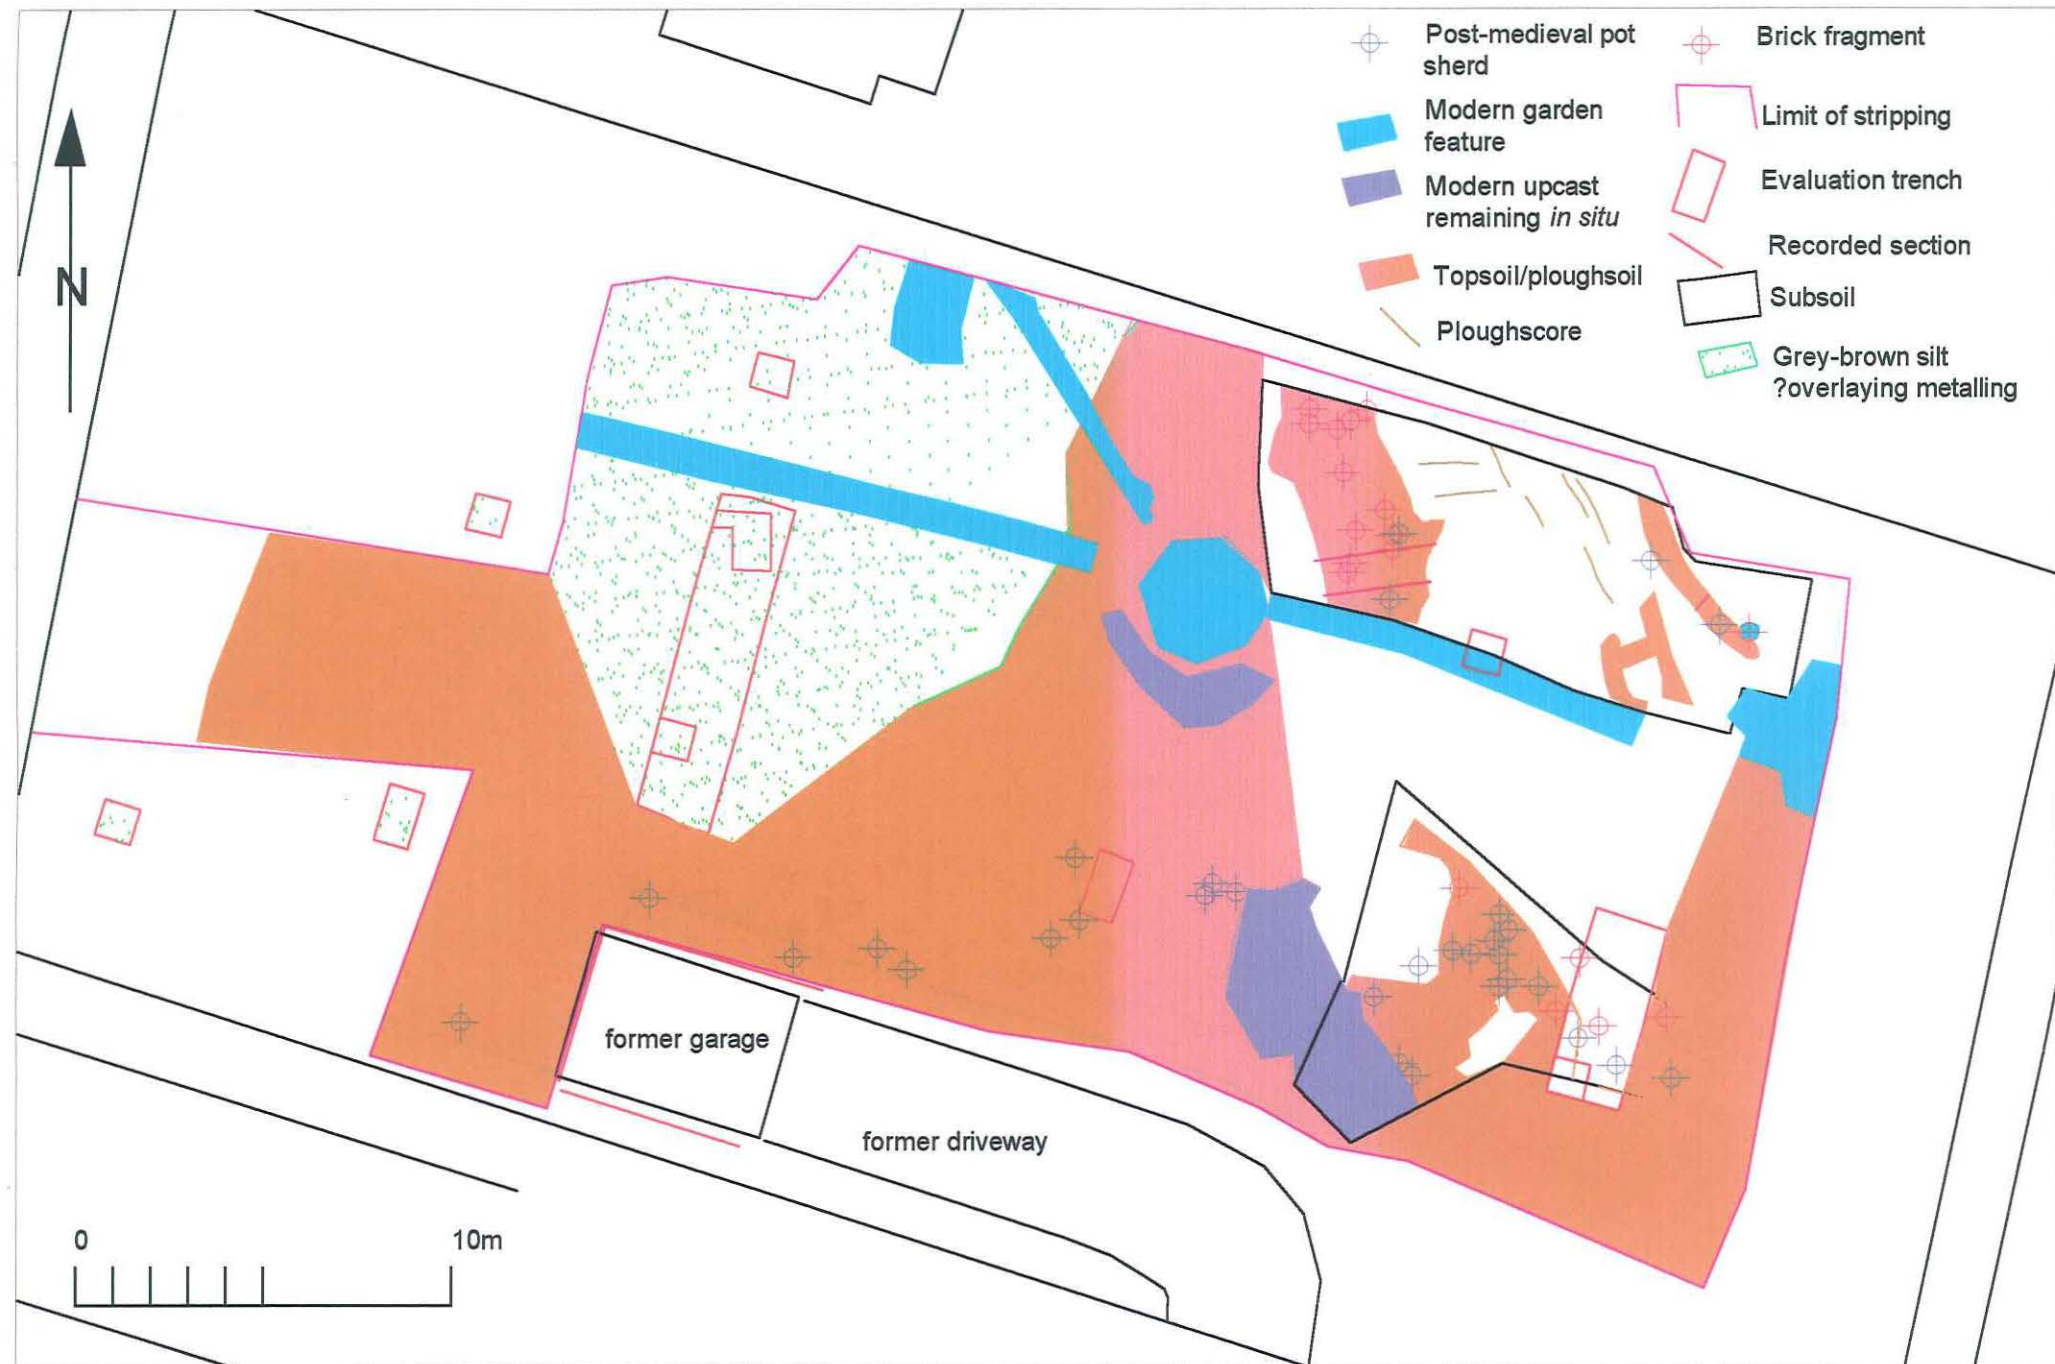 Post-medieval pot
sherd
Modern garden
feature
Modern upcast
remaining in situ
Topsoil/ploughsoil
Ploughscore
Brick fragment
Limit of stripping
Evaluation trench
Recorded section
Subsoil
Grey-brown silt
?overlaying metalling
N
former garage
former driveway
0 10m